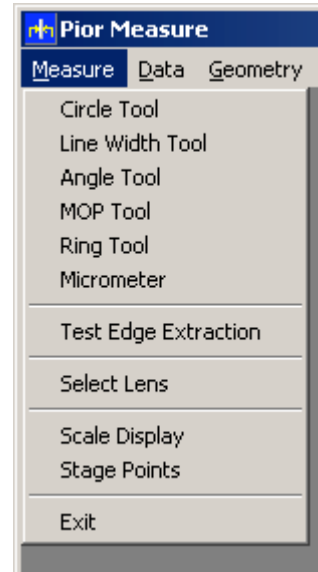 Pior Measure
Measure Data Geometry
Circle Tool
Line Width Tool
Angle Tool
MOP Tool
Ring Tool
Micrometer
Test Edge Extraction
Select Lens
Scale Display
Stage Points
Exit